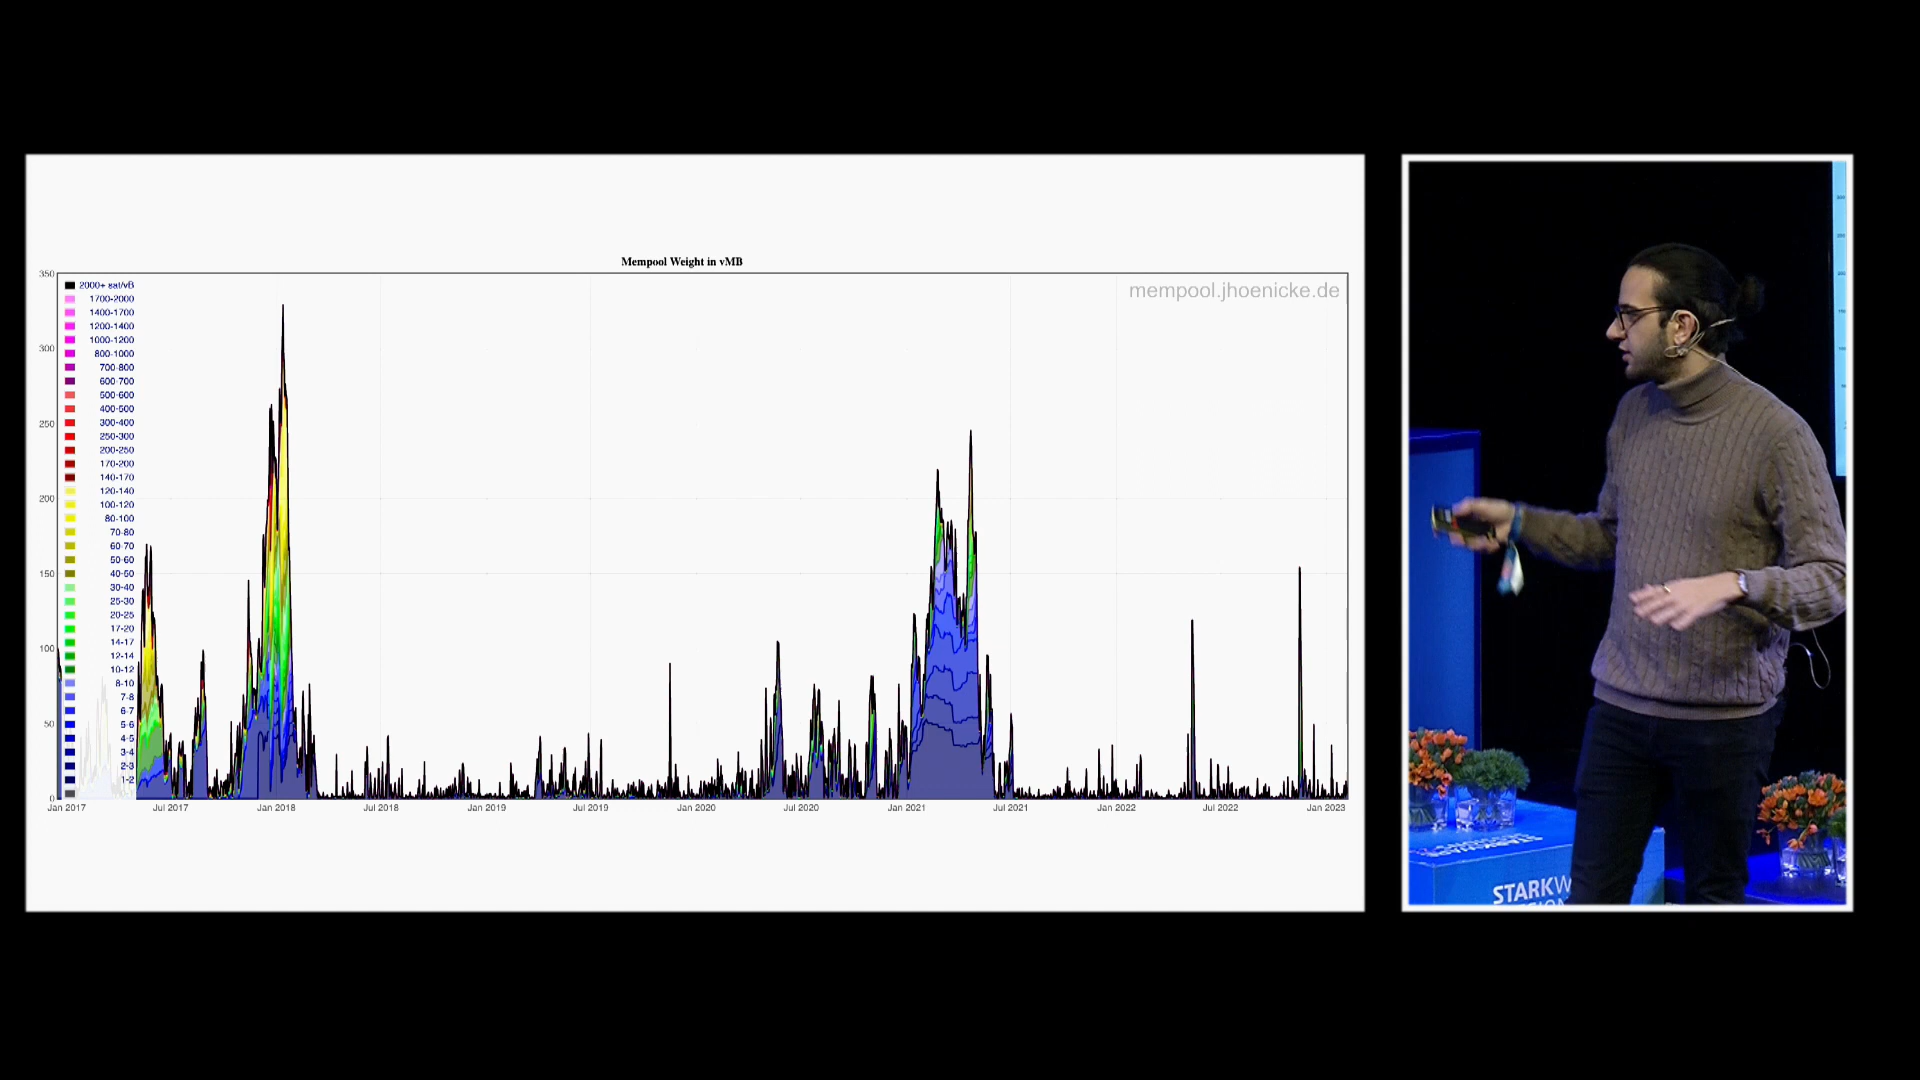 Mempool Weight in vMB
mempool.jhoenicke.de
350
300
250
200
150
100
50
0
2000+ sat/vB
1700-2000
1400-1700
1200-1400
1000-1200
800-1000
700-800
600-700
500-600
400-500
300-400
250-300
200-250
170-200
140-170
120-140
100-120
80-100
70-80
60-70
50-60
40-50
30-40
25-30
20-25
17-20
14-17
12-14
10-12
8-10
7-8
6-7
5-6
4-5
3-4
2-3
1-2
Jan 2017
Jul 2017
Jan 2018
Jul 2018
Jan 2019
Jul 2019
Jan 2020
Jul 2020
Jan 2021
Jul 2021
Jan 2022
Jul 2022
Jan 2023
STARKW